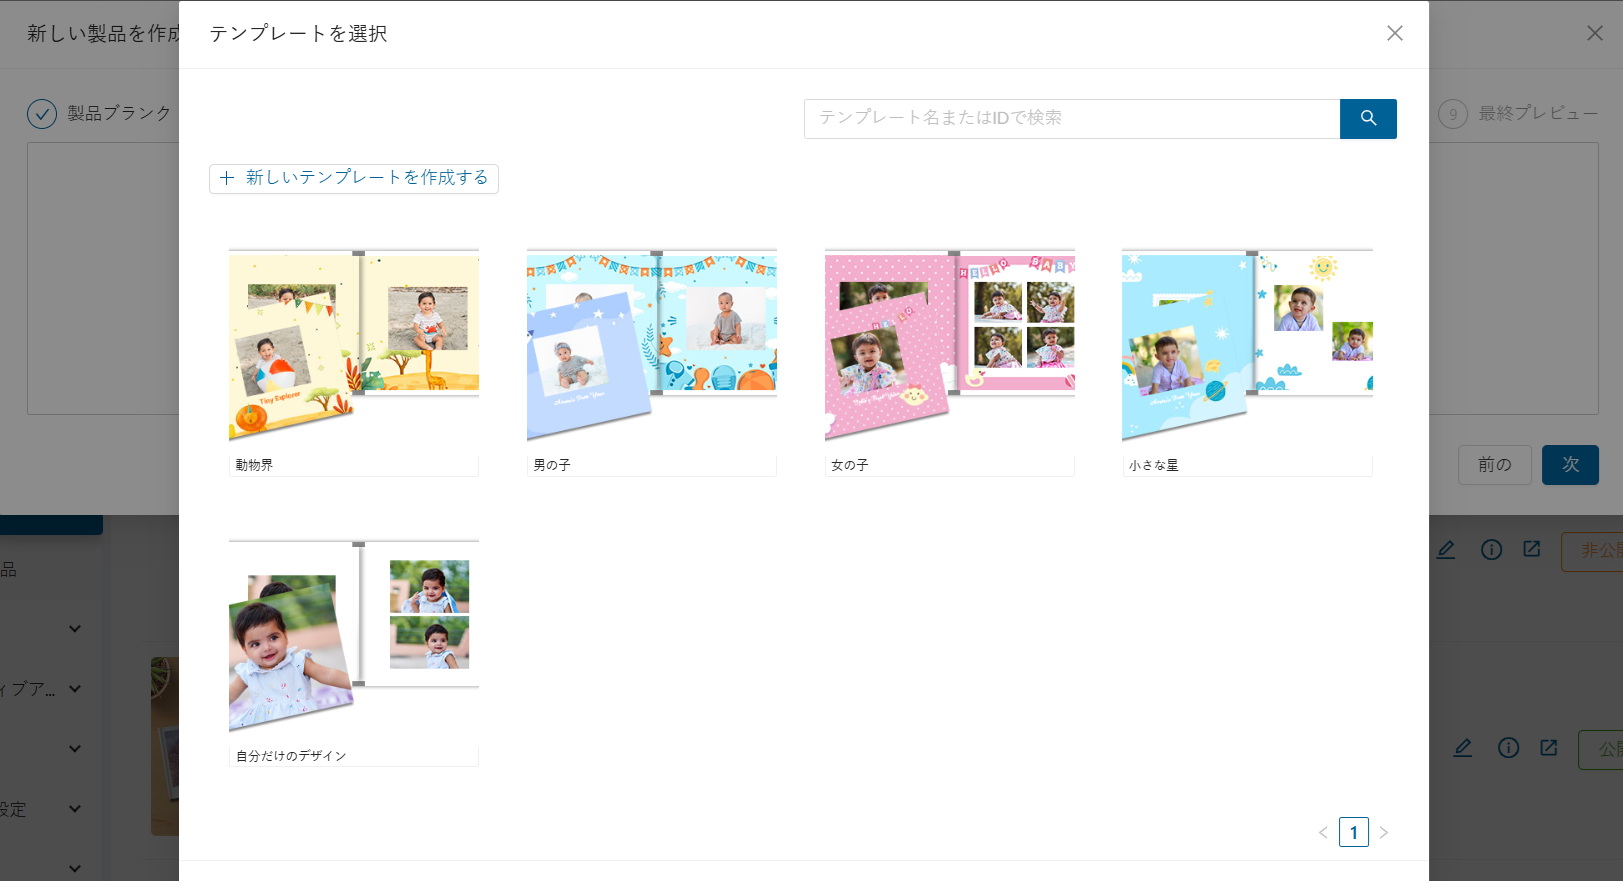 新しい製品を作成
テンプレートを選択
製品ブランク
9 最終プレビュー
テンプレート名またはIDで検索
新しいテンプレートを作成する
Tiny Explorer
HELLO BABY
HELLO
動物界
男の子
女の子
小さな星
前の
次
品
非公開
ィブア...
自分だけのデザイン
公開
設定
1